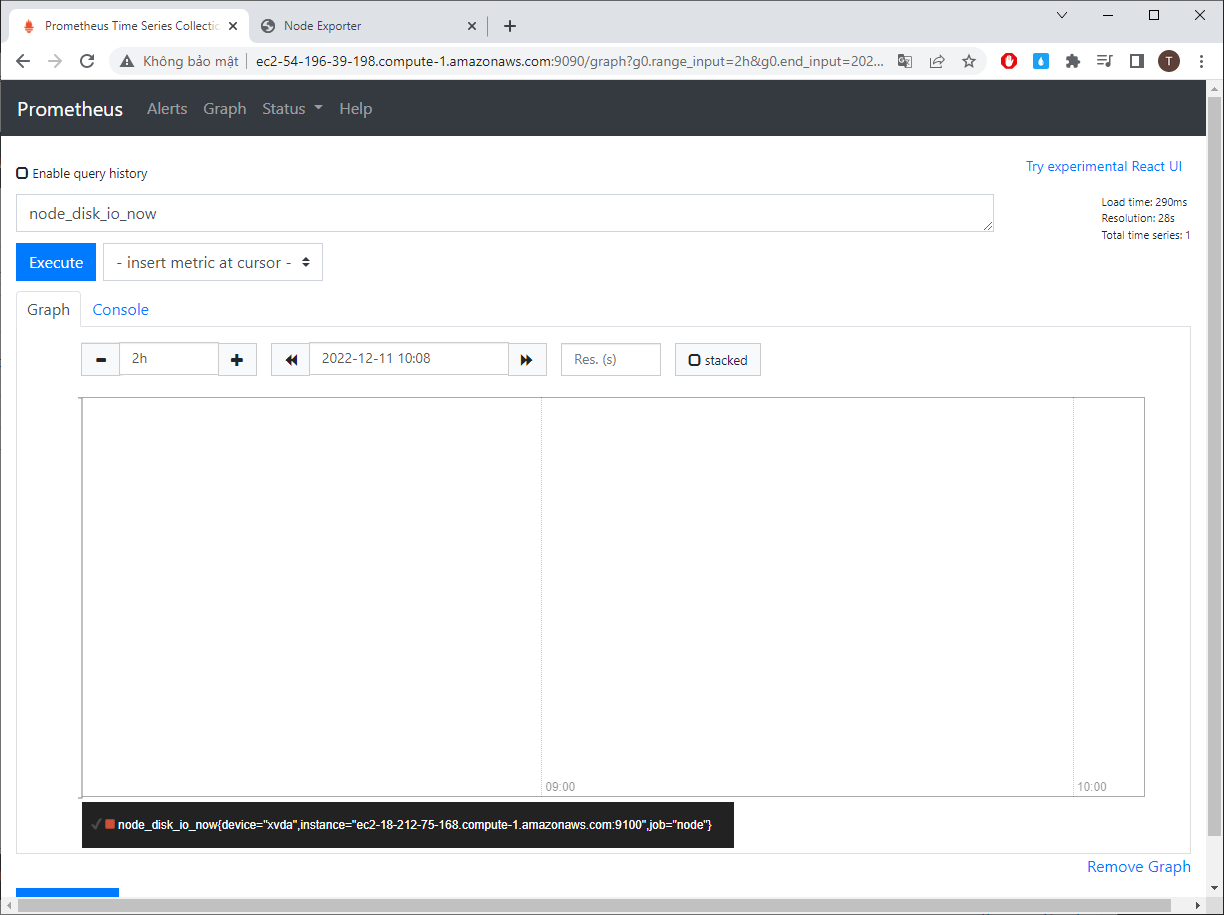 Prometheus Time Series Collectio
Node Exporter
Không bảo mật
ec2-54-196-39-198.compute-1.amazonaws.com:9090/graph?g0.range_input=2h&g0.end_input=202...
T
Prometheus Alerts Graph Status Help
Enable query history
Try experimental React UI
node_disk_io_now
Load time: 290ms
Resolution: 28s
Total time series: 1
Execute
- insert metric at cursor -
Graph Console
2h
2022-12-11 10:08
Res. (s)
stacked
09:00
10:00
node_disk_io_now{device="xvda",instance="ec2-18-212-75-168.compute-1.amazonaws.com:9100",job="node"}
Remove Graph